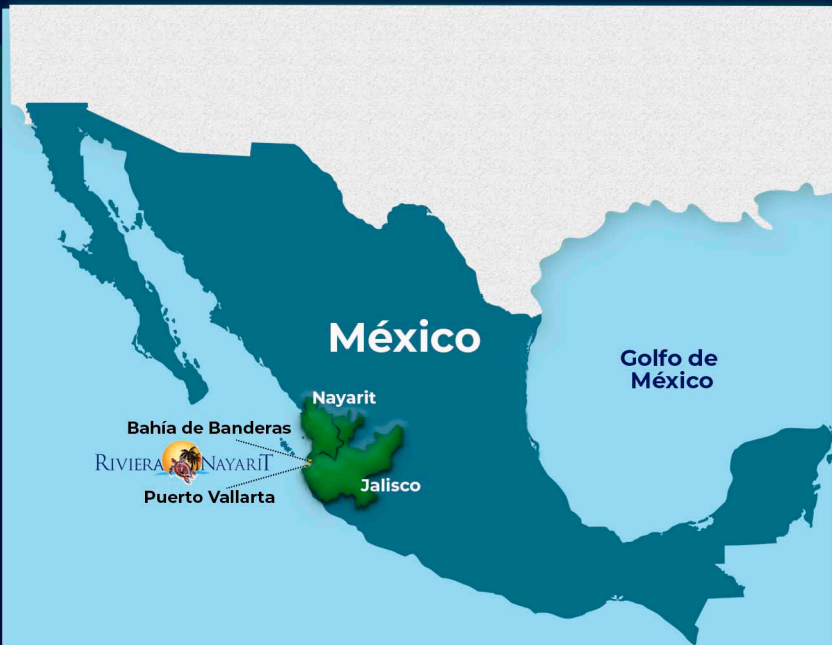 México
Golfo de
México
Nayarit
Bahía de Banderas
RIVIERA NAYARIT
Puerto Vallarta
Jalisco